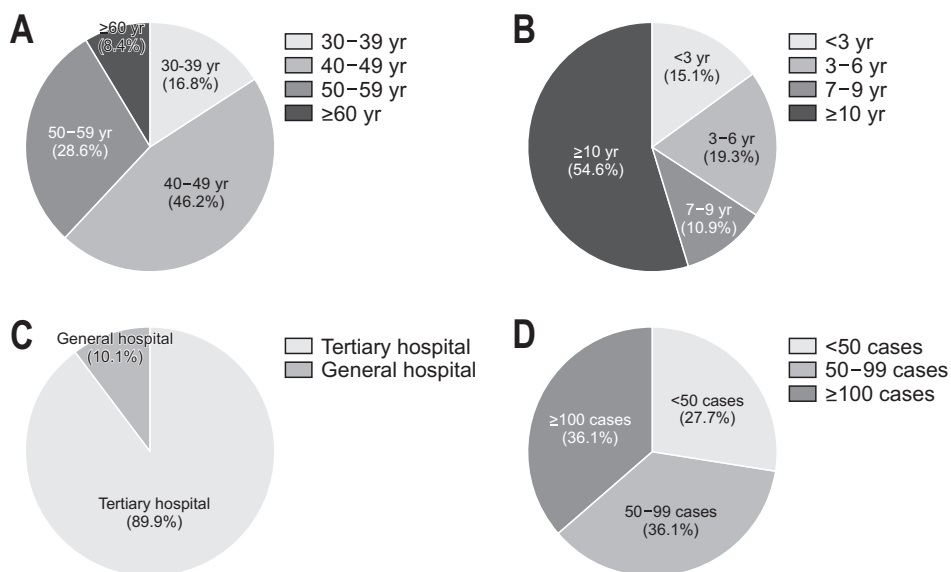 A
≥60 yr
(8.4%)
30-39 yr
(16.8%)
50–59 yr
(28.6%)
40–49 yr
(46.2%)
30–39 yr
40–49 yr
50–59 yr
≥60 yr
B
<3 yr
(15.1%)
3–6 yr
(19.3%)
≥10 yr
(54.6%)
7–9 yr
(10.9%)
<3 yr
3–6 yr
7–9 yr
≥10 yr
C
General hospital
(10.1%)
Tertiary hospital
(89.9%)
Tertiary hospital
General hospital
D
<50 cases
(27.7%)
≥100 cases
(36.1%)
50–99 cases
(36.1%)
<50 cases
50–99 cases
≥100 cases